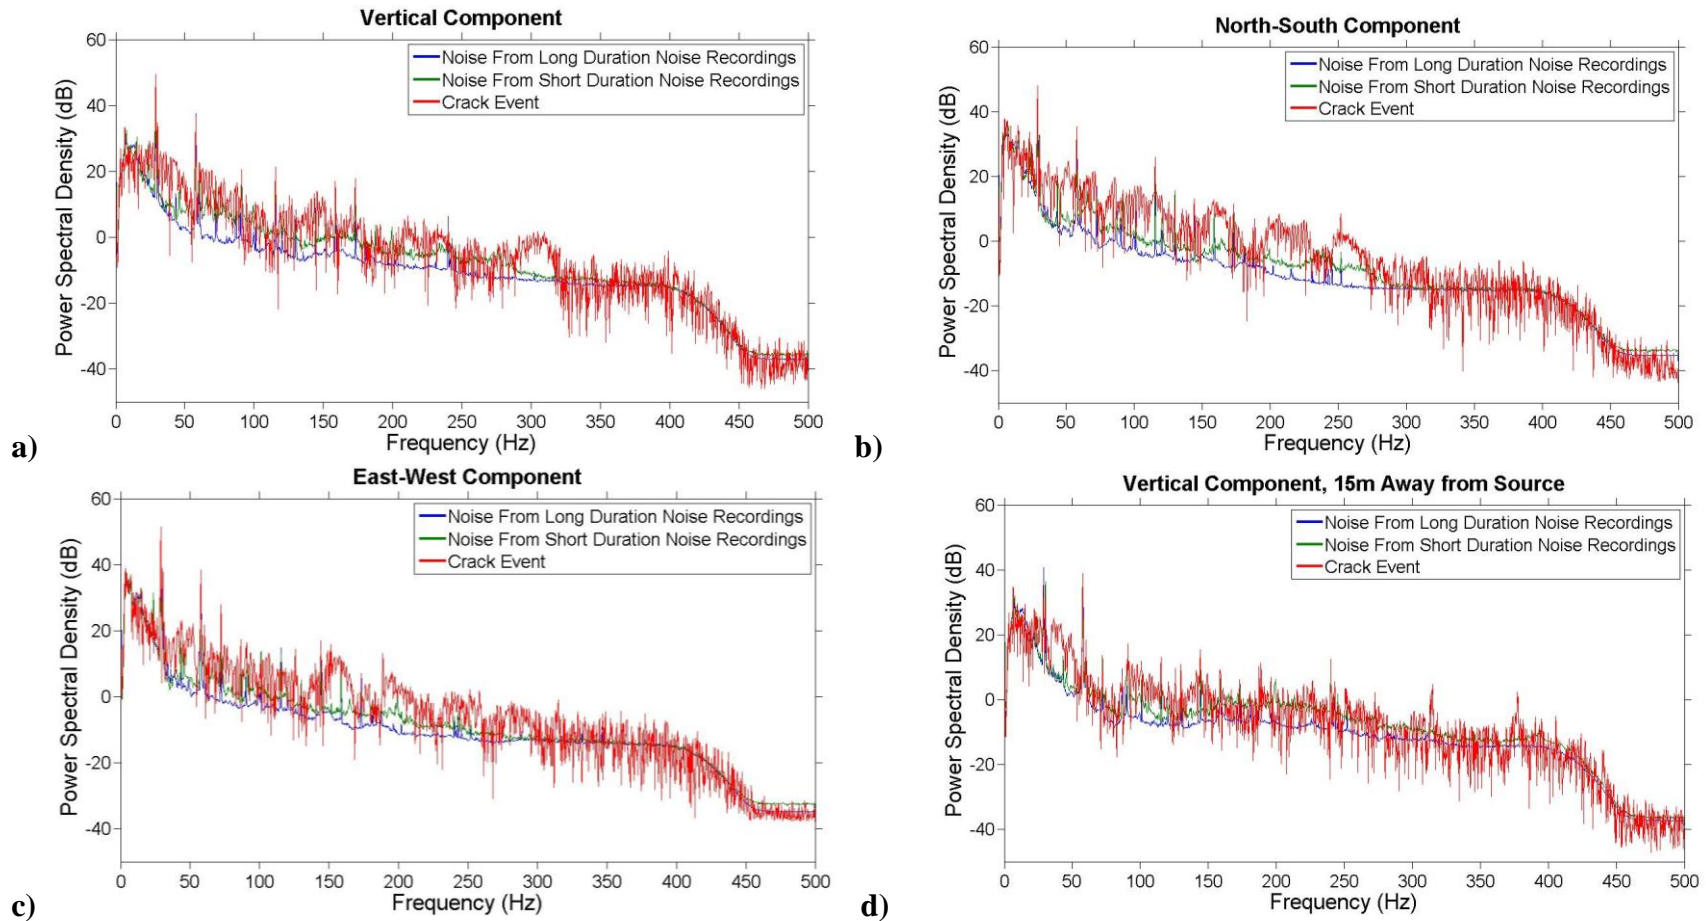 Vertical Component
60
40
20
0
-20
-40
Power Spectral Density (dB)
Noise From Long Duration Noise Recordings
Noise From Short Duration Noise Recordings
Crack Event
0 50 100 150 200 250 300 350 400 450 500
Frequency (Hz)
a)
North-South Component
60
40
20
0
-20
-40
Power Spectral Density (dB)
Noise From Long Duration Noise Recordings
Noise From Short Duration Noise Recordings
Crack Event
0 50 100 150 200 250 300 350 400 450 500
Frequency (Hz)
b)
East-West Component
60
40
20
0
-20
-40
Power Spectral Density (dB)
Noise From Long Duration Noise Recordings
Noise From Short Duration Noise Recordings
Crack Event
0 50 100 150 200 250 300 350 400 450 500
Frequency (Hz)
c)
Vertical Component, 15m Away from Source
60
40
20
0
-20
-40
Power Spectral Density (dB)
Noise From Long Duration Noise Recordings
Noise From Short Duration Noise Recordings
Crack Event
0 50 100 150 200 250 300 350 400 450 500
Frequency (Hz)
d)